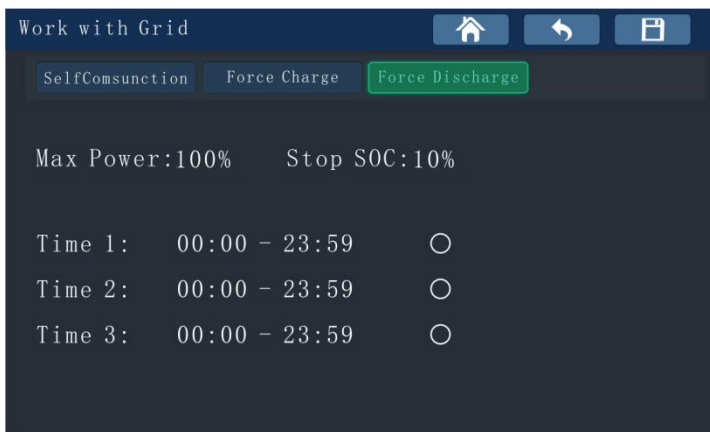 Work with Grid
SelfComsunction Force Charge Force Discharge
Max Power:100% Stop SOC:10%
Time 1: 00:00 - 23:59
Time 2: 00:00 - 23:59
Time 3: 00:00 - 23:59